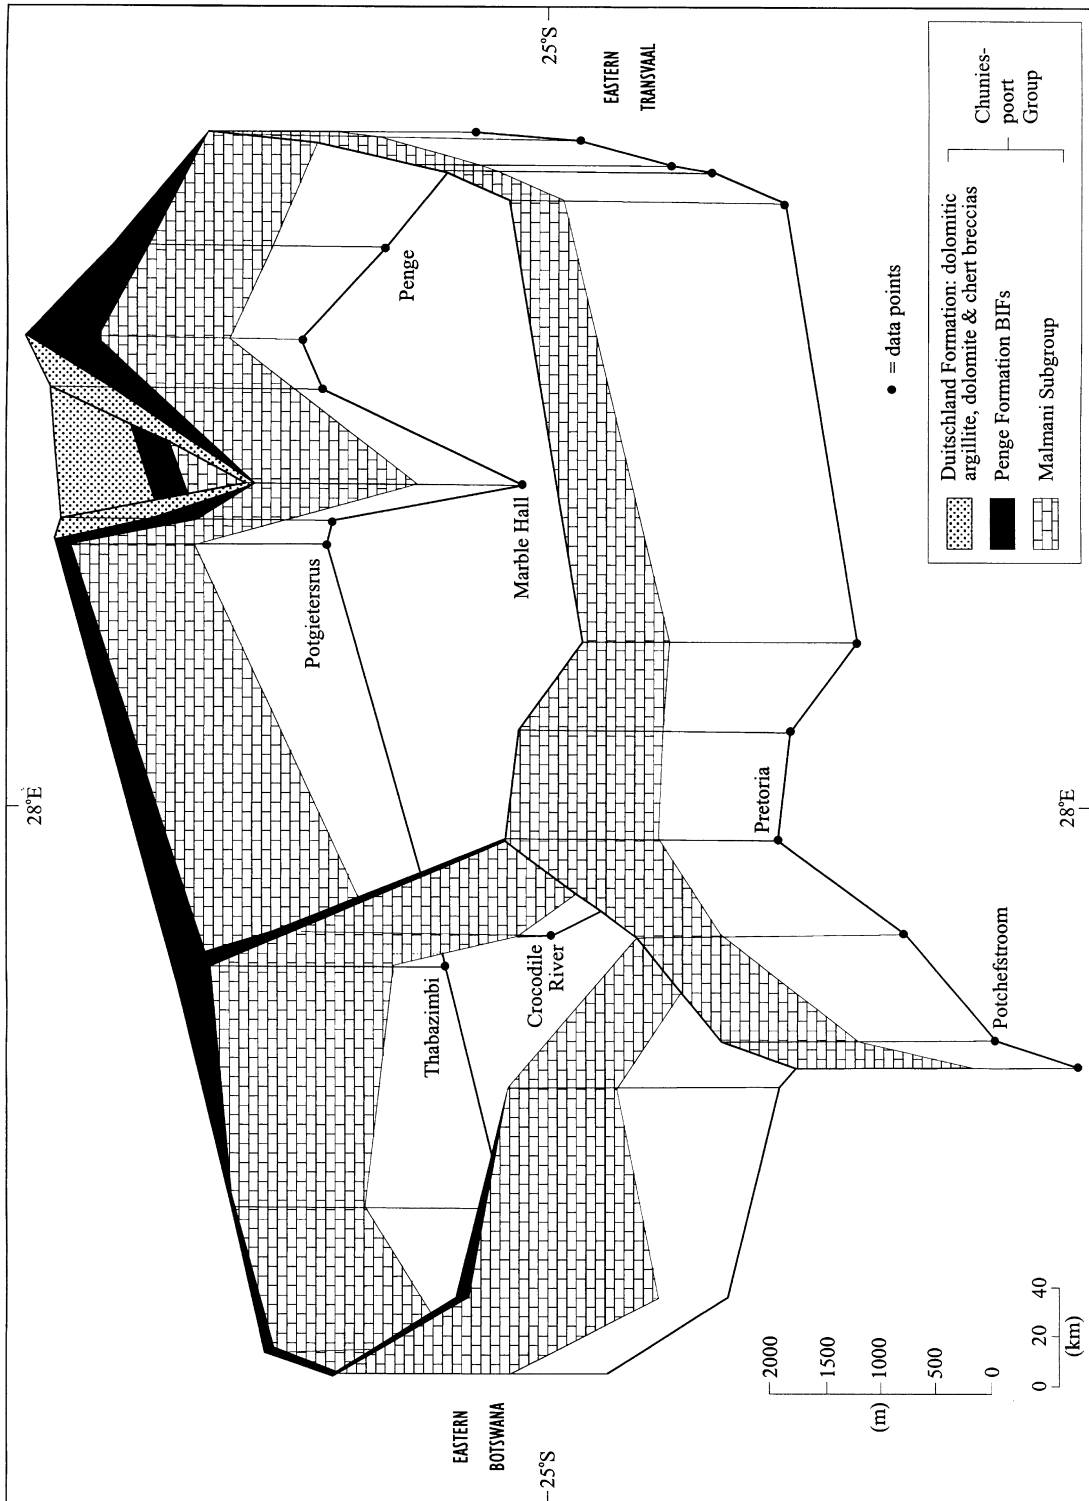 28°E
25°S
EASTERN
TRANSVAAL
Penge
Marble Hall
Potgietersrus
Thabazimbi
Crocodile
River
Pretoria
Potchefstroom
EASTERN
BOTSWANA
25°S
28°E
2000
1500
1000
500
0
(m)
0
20
40
(km)
● = data points
Duitschland Formation: dolomitic
argillite, dolomite & chert breccias
Penge Formation BIFs
Malmani Subgroup
Chunies-
poort
Group